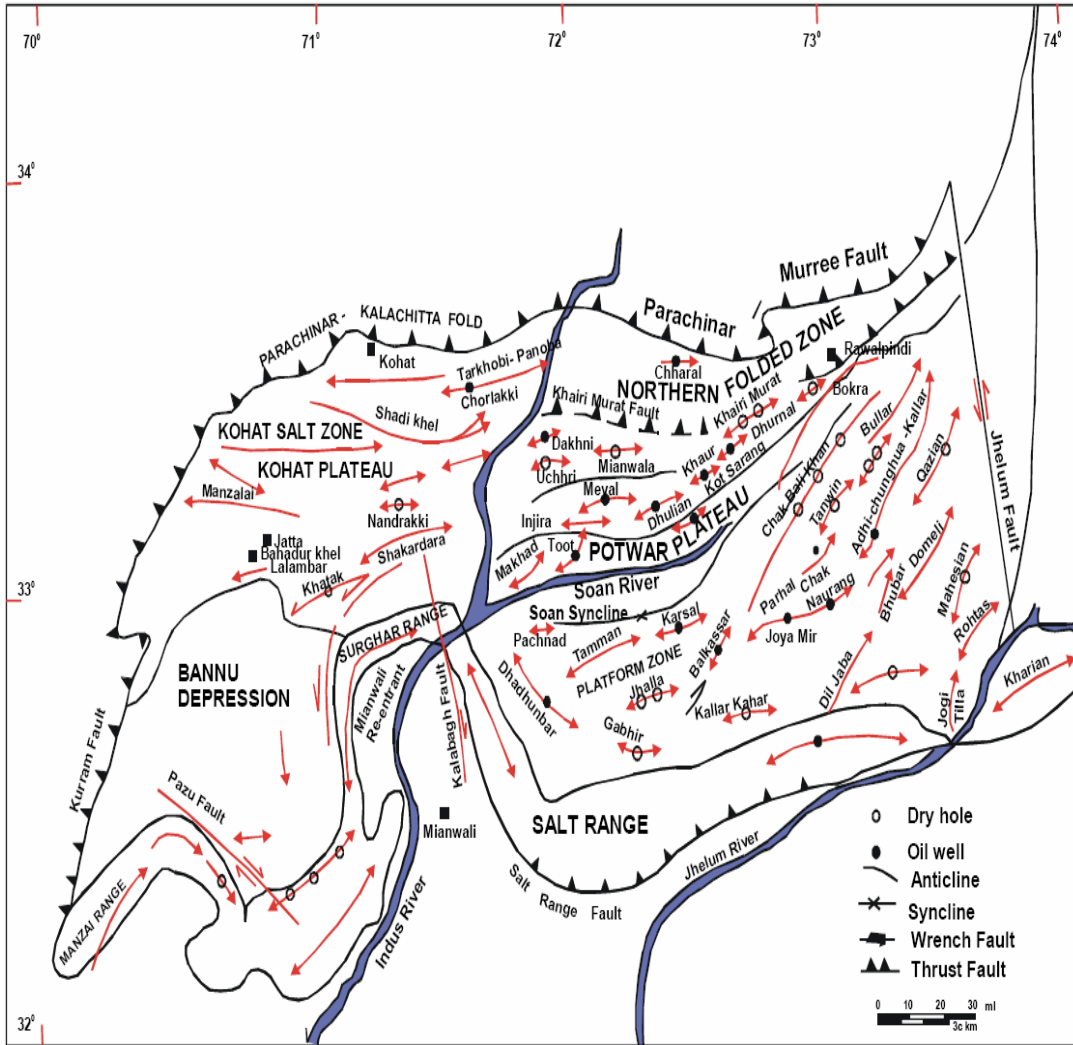 70⁰
71
72
73
74⁰
34⁰
Murree Fault
PARACHINAR - KALACHITTA FOLD
Parachinar
Kohat
Tarkhobi- Panoba
Chorlakki
Chharal
NORTHERN FOLDED ZONE
Rawalpindi
Bokra
Shadi khel
Khairi Murat Fault
Khairi Murat
Dhurnal
KOHAT SALT ZONE
KOHAT PLATEAU
Dakhni
Uchhri
Mianwala
Khaur
Kot Sarang
Bullar
Adhi-chunghua -Kallar
Qazian
Jhelum Fault
Manzalai
Nandrakki
Meyal
Dhulian
Chak Bali Khan
Tanwin
Injira
Toot
POTWAR PLATEAU
Jatta
Bahadur khel
Lalambar
Shakardara
Khatak
Makhad
Soan River
Parhal Chak
Naurang
Bhubar
Domeli
Mahesian
33⁰
Soan Syncline
SURGHAR RANGE
Pachnad
Tamman
Karsal
Balkassar
Joya Mir
Rohtas
BANNU
DEPRESSION
Mianwali
Re-entrant
Kalabagh Fault
Dhadhunbar
PLATFORM ZONE
Jhalla
Kallar Kahar
Dil Jaba
Jogi
Tilla
Kharian
Gabhir
Kurram Fault
Pazu Fault
Mianwali
SALT RANGE
Salt Range Fault
Jhelum River
MANZAI RANGE
Indus River
32⁰
Dry hole
Oil well
Anticline
Syncline
Wrench Fault
Thrust Fault
0 10 20 30 ml
3c km